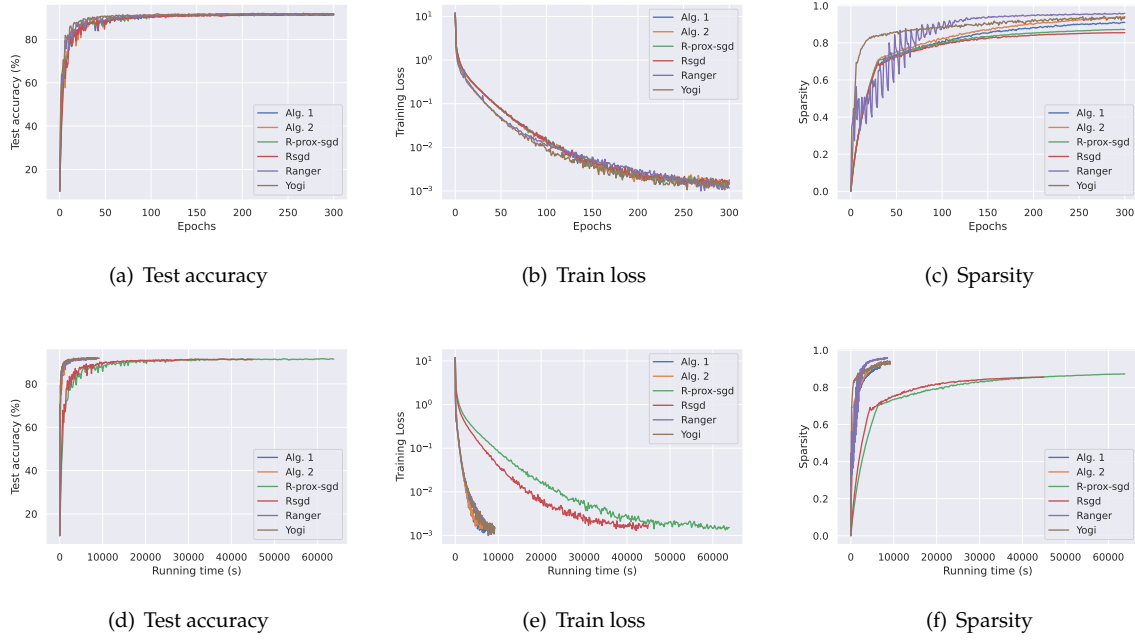 Test accuracy (%)
80
60
40
20
0 50 100 150 200 250 300
Epochs
Alg. 1
Alg. 2
R-prox-sgd
Rsgd
Ranger
Yogi
(a) Test accuracy
Training Loss
10^1
10^0
10^-1
10^-2
10^-3
0 50 100 150 200 250 300
Epochs
Alg. 1
Alg. 2
R-prox-sgd
Rsgd
Ranger
Yogi
(b) Train loss
Sparsity
1.0
0.8
0.6
0.4
0.2
0.0
0 50 100 150 200 250 300
Epochs
Alg. 1
Alg. 2
R-prox-sgd
Rsgd
Ranger
Yogi
(c) Sparsity
Test accuracy (%)
80
60
40
20
0 10000 20000 30000 40000 50000 60000
Running time (s)
Alg. 1
Alg. 2
R-prox-sgd
Rsgd
Ranger
Yogi
(d) Test accuracy
Training Loss
10^1
10^0
10^-1
10^-2
10^-3
0 10000 20000 30000 40000 50000 60000
Running time (s)
Alg. 1
Alg. 2
R-prox-sgd
Rsgd
Ranger
Yogi
(e) Train loss
Sparsity
1.0
0.8
0.6
0.4
0.2
0.0
0 10000 20000 30000 40000 50000 60000
Running time (s)
Alg. 1
Alg. 2
R-prox-sgd
Rsgd
Ranger
Yogi
(f) Sparsity